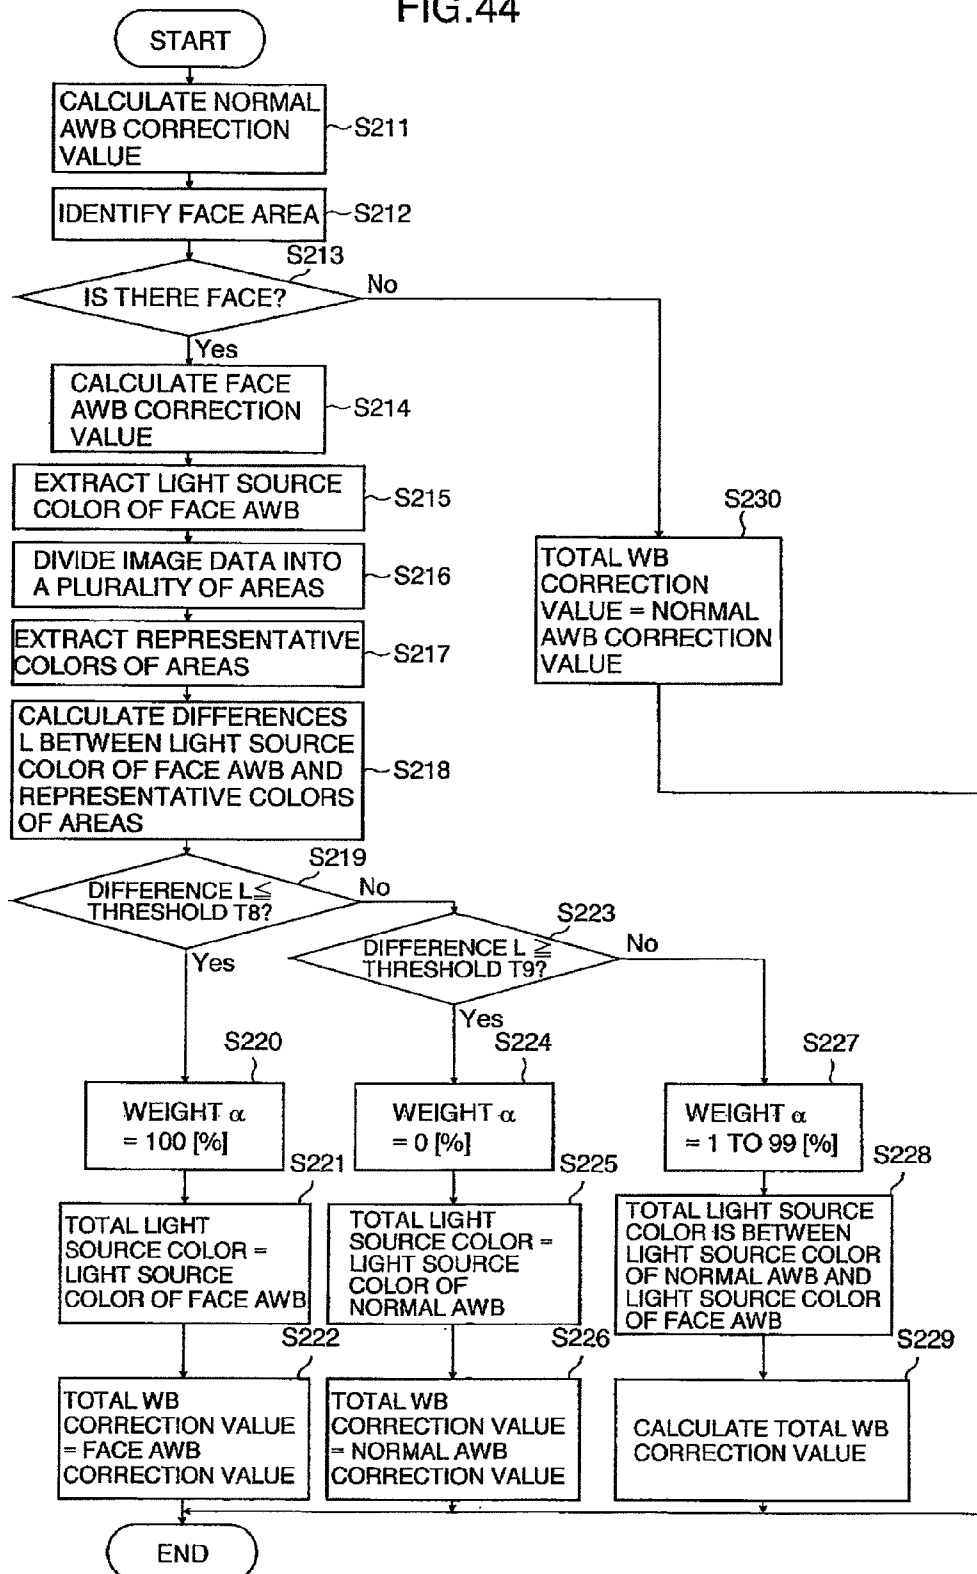 FIG.44
START
CALCULATE NORMAL
AWB CORRECTION
VALUE
S211
IDENTIFY FACE AREA
S212
S213
IS THERE FACE?
No
Yes
CALCULATE FACE
AWB CORRECTION
VALUE
S214
EXTRACT LIGHT SOURCE
COLOR OF FACE AWB
S215
DIVIDE IMAGE DATA INTO
A PLURALITY OF AREAS
S216
EXTRACT REPRESENTATIVE
COLORS OF AREAS
S217
CALCULATE DIFFERENCES
L BETWEEN LIGHT SOURCE
COLOR OF FACE AWB AND
REPRESENTATIVE COLORS
OF AREAS
S218
S230
TOTAL WB
CORRECTION
VALUE = NORMAL
AWB CORRECTION
VALUE
S219
DIFFERENCE L≦
THRESHOLD T8?
No
Yes
S223
DIFFERENCE L ≧
THRESHOLD T9?
No
Yes
S220
WEIGHT α
= 100 [%]
S221
TOTAL LIGHT
SOURCE COLOR =
LIGHT SOURCE
COLOR OF FACE AWB
S222
TOTAL WB
CORRECTION VALUE
= FACE AWB
CORRECTION VALUE
S224
WEIGHT α
= 0 [%]
S225
TOTAL LIGHT
SOURCE COLOR =
LIGHT SOURCE
COLOR OF
NORMAL AWB
S226
TOTAL WB
CORRECTION VALUE
= NORMAL AWB
CORRECTION VALUE
S227
WEIGHT α
= 1 TO 99 [%]
S228
TOTAL LIGHT SOURCE
COLOR IS BETWEEN
LIGHT SOURCE COLOR
OF NORMAL AWB AND
LIGHT SOURCE COLOR
OF FACE AWB
S229
CALCULATE TOTAL WB
CORRECTION VALUE
END